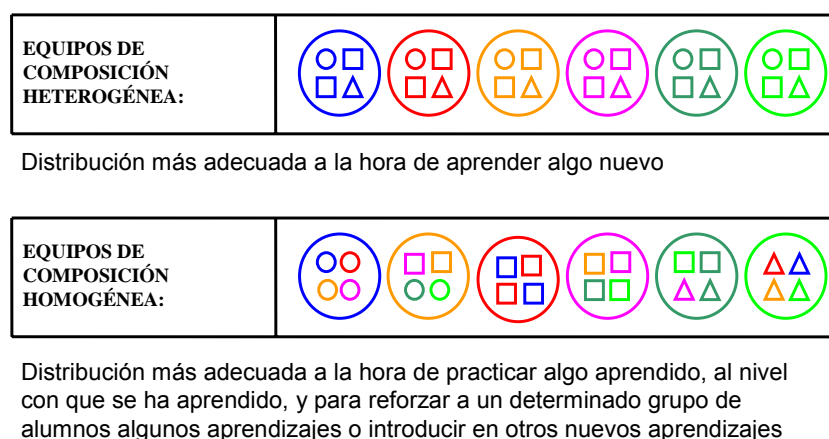 EQUIPOS DE
COMPOSICIÓN
HETEROGÉNEA:
Distribución más adecuada a la hora de aprender algo nuevo
EQUIPOS DE
COMPOSICIÓN
HOMOGÉNEA:
Distribución más adecuada a la hora de practicar algo aprendido, al nivel
con que se ha aprendido, y para reforzar a un determinado grupo de
alumnos algunos aprendizajes o introducir en otros nuevos aprendizajes